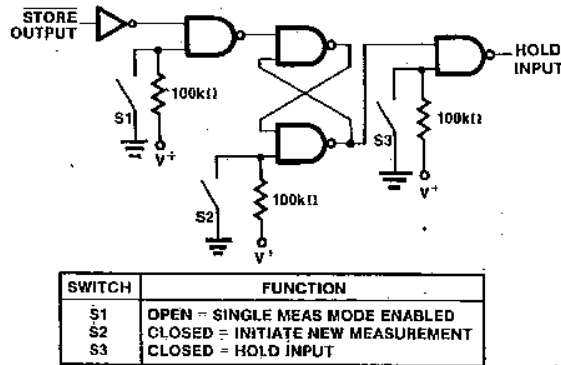 STORE
OUTPUT
HOLD
INPUT
100kΩ
S1
V+
100kΩ
S2
V+
100kΩ
S3
V+
SWITCH FUNCTION
S1 OPEN = SINGLE MEAS MODE ENABLED
S2 CLOSED = INITIATE NEW MEASUREMENT
S3 CLOSED = HOLD INPUT